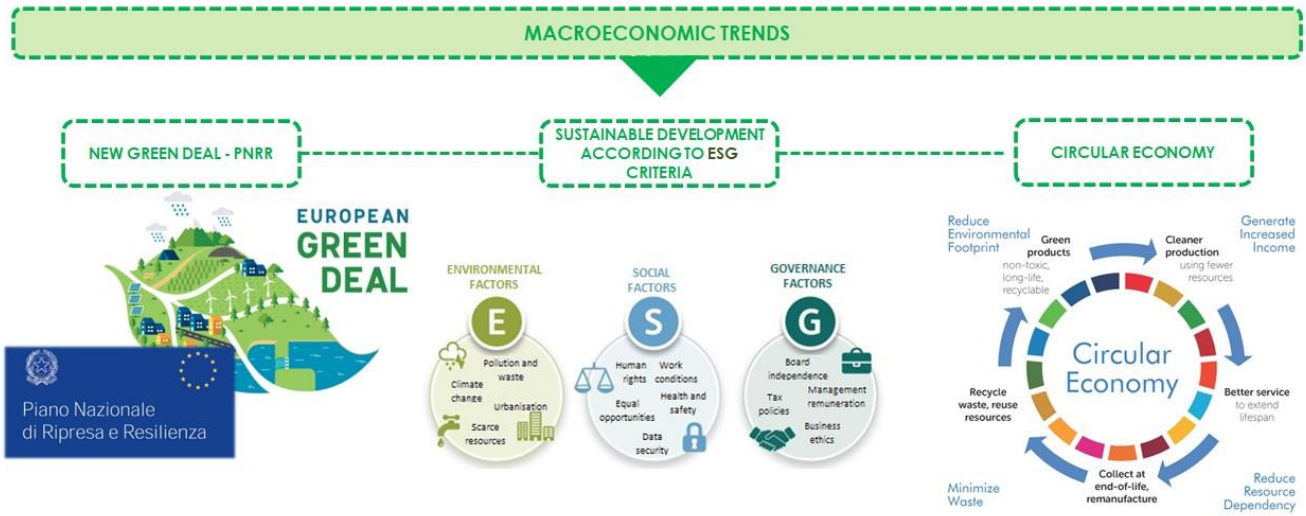 MACROECONOMIC TRENDS
NEW GREEN DEAL - PNRR
SUSTAINABLE DEVELOPMENT
ACCORDING TO ESG
CRITERIA
CIRCULAR ECONOMY
EUROPEAN
GREEN
DEAL
Piano Nazionale
di Ripresa e Resilienza
ENVIRONMENTAL
FACTORS
E
Pollution and
waste
Climate
change
Urbanisation
Scarce
resources
SOCIAL
FACTORS
S
Human
rights
Work
conditions
Equal
opportunities
Health and
safety
Data
security
GOVERNANCE
FACTORS
G
Board
independence
Management
remuneration
Tax
policies
Business
ethics
Reduce
Environmental
Footprint
Generate
Increased
Income
Green
products
non-toxic,
long-life,
recyclable
Cleaner
production
using fewer
resources
Circular
Economy
Recycle
waste, reuse
resources
Better service
to extend
lifespan
Collect at
end-of-life,
remanufacture
Minimize
Waste
Reduce
Resource
Dependency